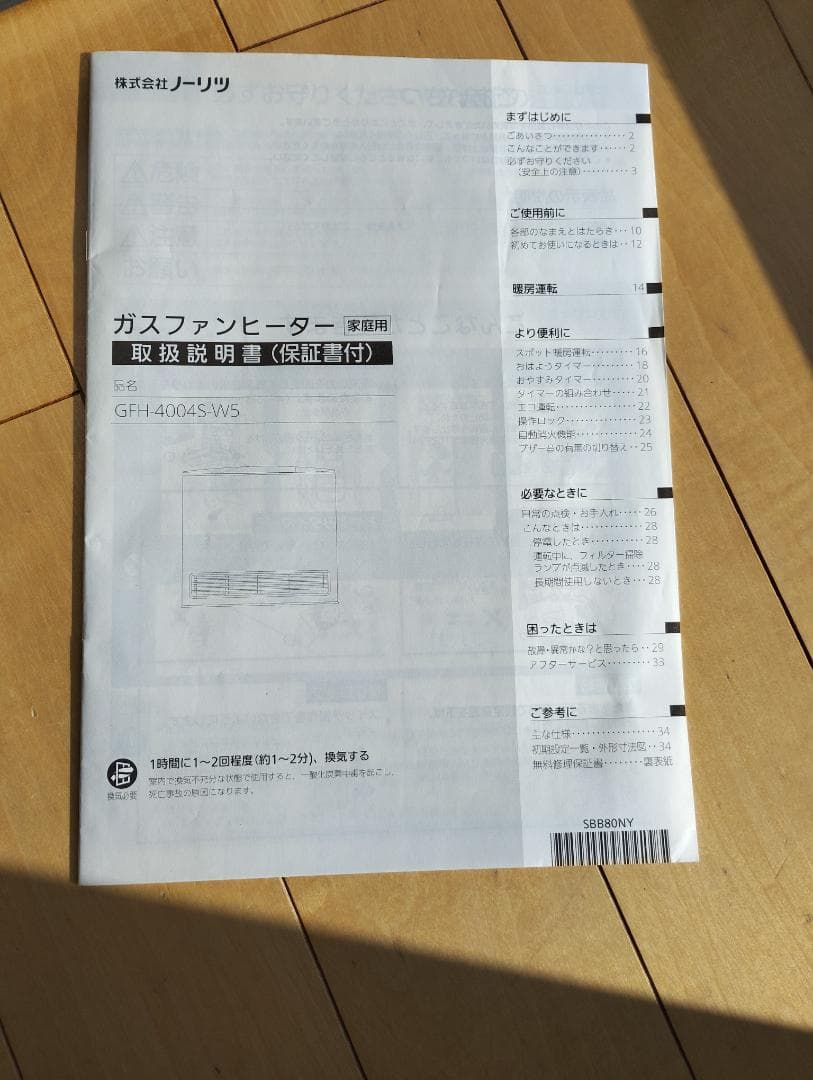 株式会社ノーリツ
ガスファンヒーター 家庭用
取扱説明書(保証書付)
品名
GFH-4004S-W5
換気必要
1時間に1〜2回程度(約1〜2分)、換気する
室内で換気不充分な状態で使用すると、一酸化炭素中毒を起こし、
死亡事故の原因になります。
まずはじめに
ごあいさつ················2
こんなことができます······2
必ずお守りください
(安全上の注意)··········3
ご使用前に
各部のなまえとはたらき···10
初めてお使いになるときは··12
暖房運転 14
より便利に
スポット暖房運転·········16
おはようタイマー·········18
おやすみタイマー·········20
タイマーの組み合わせ·····21
エコ運転·················22
操作ロック···············23
自動消火機能·············24
ブザー音の有無の切り替え··25
必要なときに
日常の点検・お手入れ·····26
こんなときは·············28
停電したとき···········28
運転中に、フィルター掃除
ランプが点滅したとき····28
長期間使用しないとき···28
困ったときは
故障・異常かな?と思ったら··29
アフターサービス·········33
ご参考に
主な仕様·················34
初期設定一覧・外形寸法図··34
無料修理保証書········裏表紙
SBB80NY